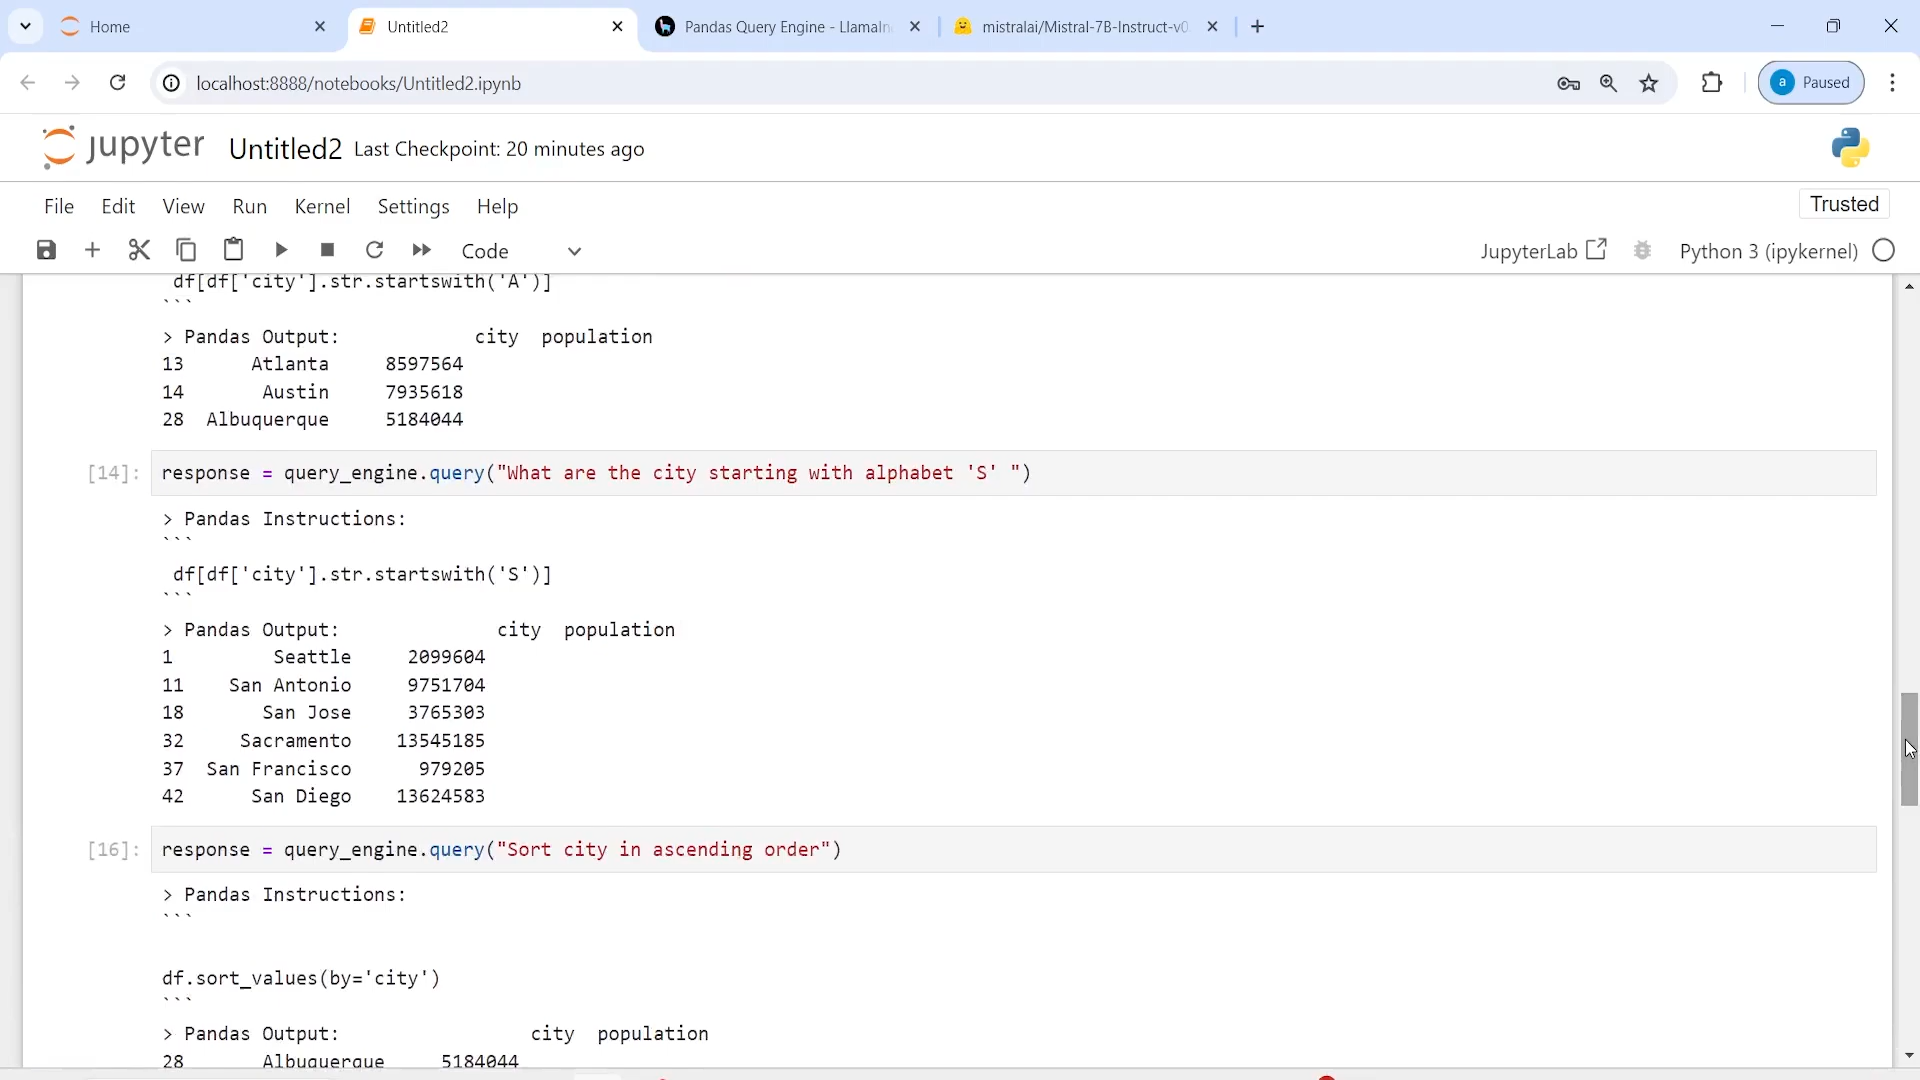 Home
Untitled2
Pandas Query Engine - LlamaIn
mistralai/Mistral-7B-Instruct-v0
localhost:8888/notebooks/Untitled2.ipynb
a Paused
jupyter Untitled2 Last Checkpoint: 20 minutes ago
File Edit View Run Kernel Settings Help
Trusted
Code
JupyterLab
Python 3 (ipykernel)
df[df['city'].str.startswith('A')]
```
> Pandas Output: city population
13 Atlanta 8597564
14 Austin 7935618
28 Albuquerque 5184044
[14]: response = query_engine.query("What are the city starting with alphabet 'S' ")
> Pandas Instructions:
```
df[df['city'].str.startswith('S')]
```
> Pandas Output: city population
1 Seattle 2099604
11 San Antonio 9751704
18 San Jose 3765303
32 Sacramento 13545185
37 San Francisco 979205
42 San Diego 13624583
[16]: response = query_engine.query("Sort city in ascending order")
> Pandas Instructions:
```
df.sort_values(by='city')
```
> Pandas Output: city population
28 Albuquerque 5184044